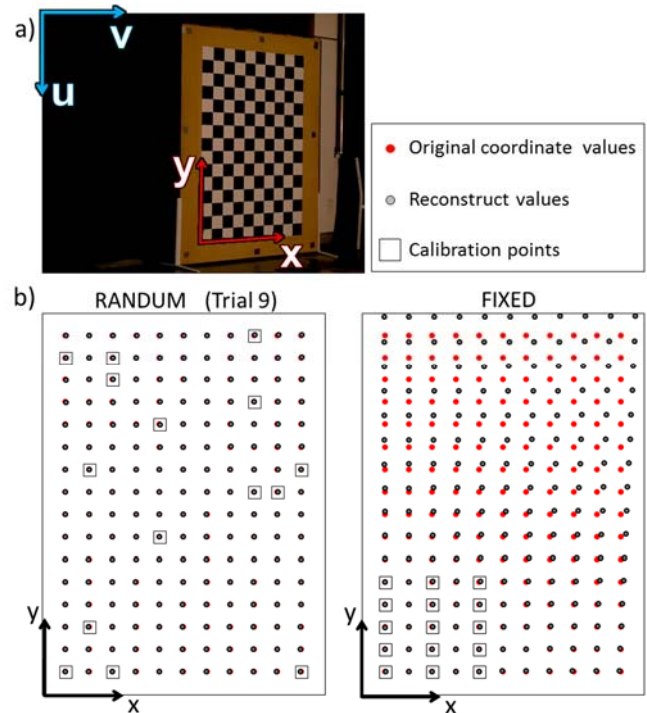 a)
v
u
y
x
Original coordinate values
Reconstruct values
Calibration points
b)
RANDUM (Trial 9)
FIXED
y
x
y
x